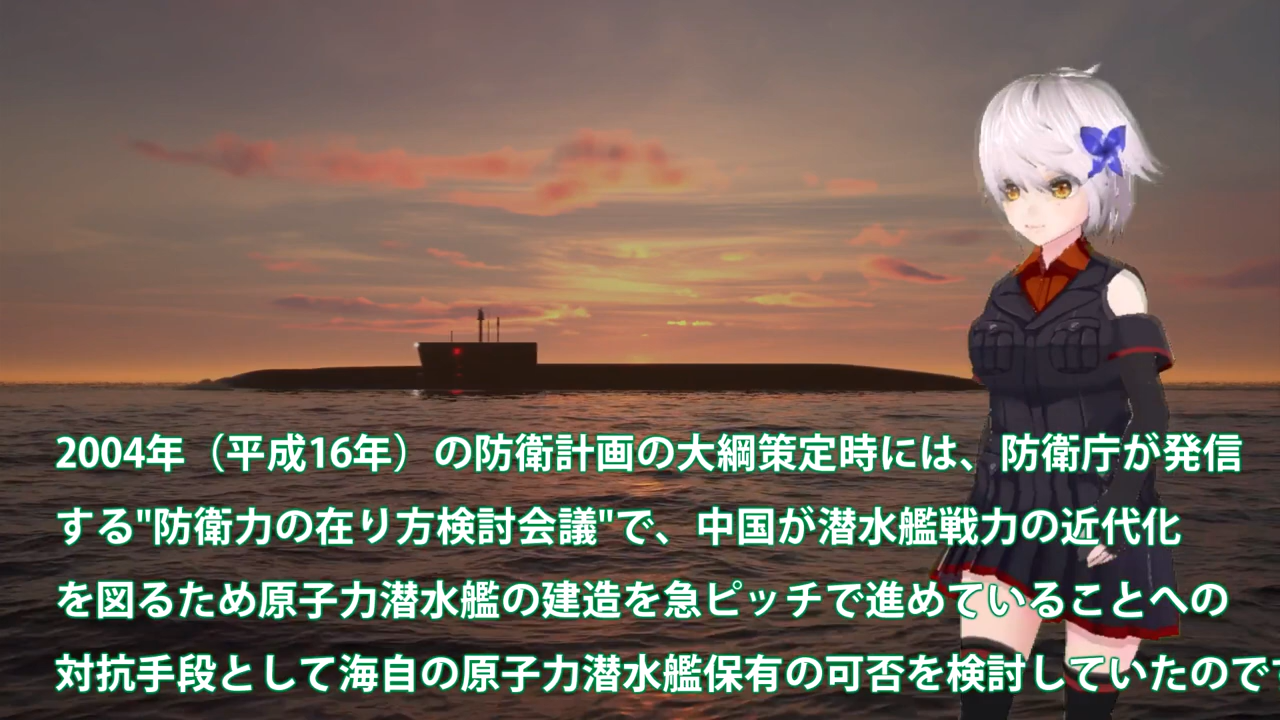 2004年（平成16年）の防衛計画の大綱策定時には、防衛庁が発信
する"防衛力の在り方検討会議"で、中国が潜水艦戦力の近代化
を図るため原子力潜水艦の建造を急ピッチで進めていることへの
対抗手段として海自の原子力潜水艦保有の可否を検討していたので